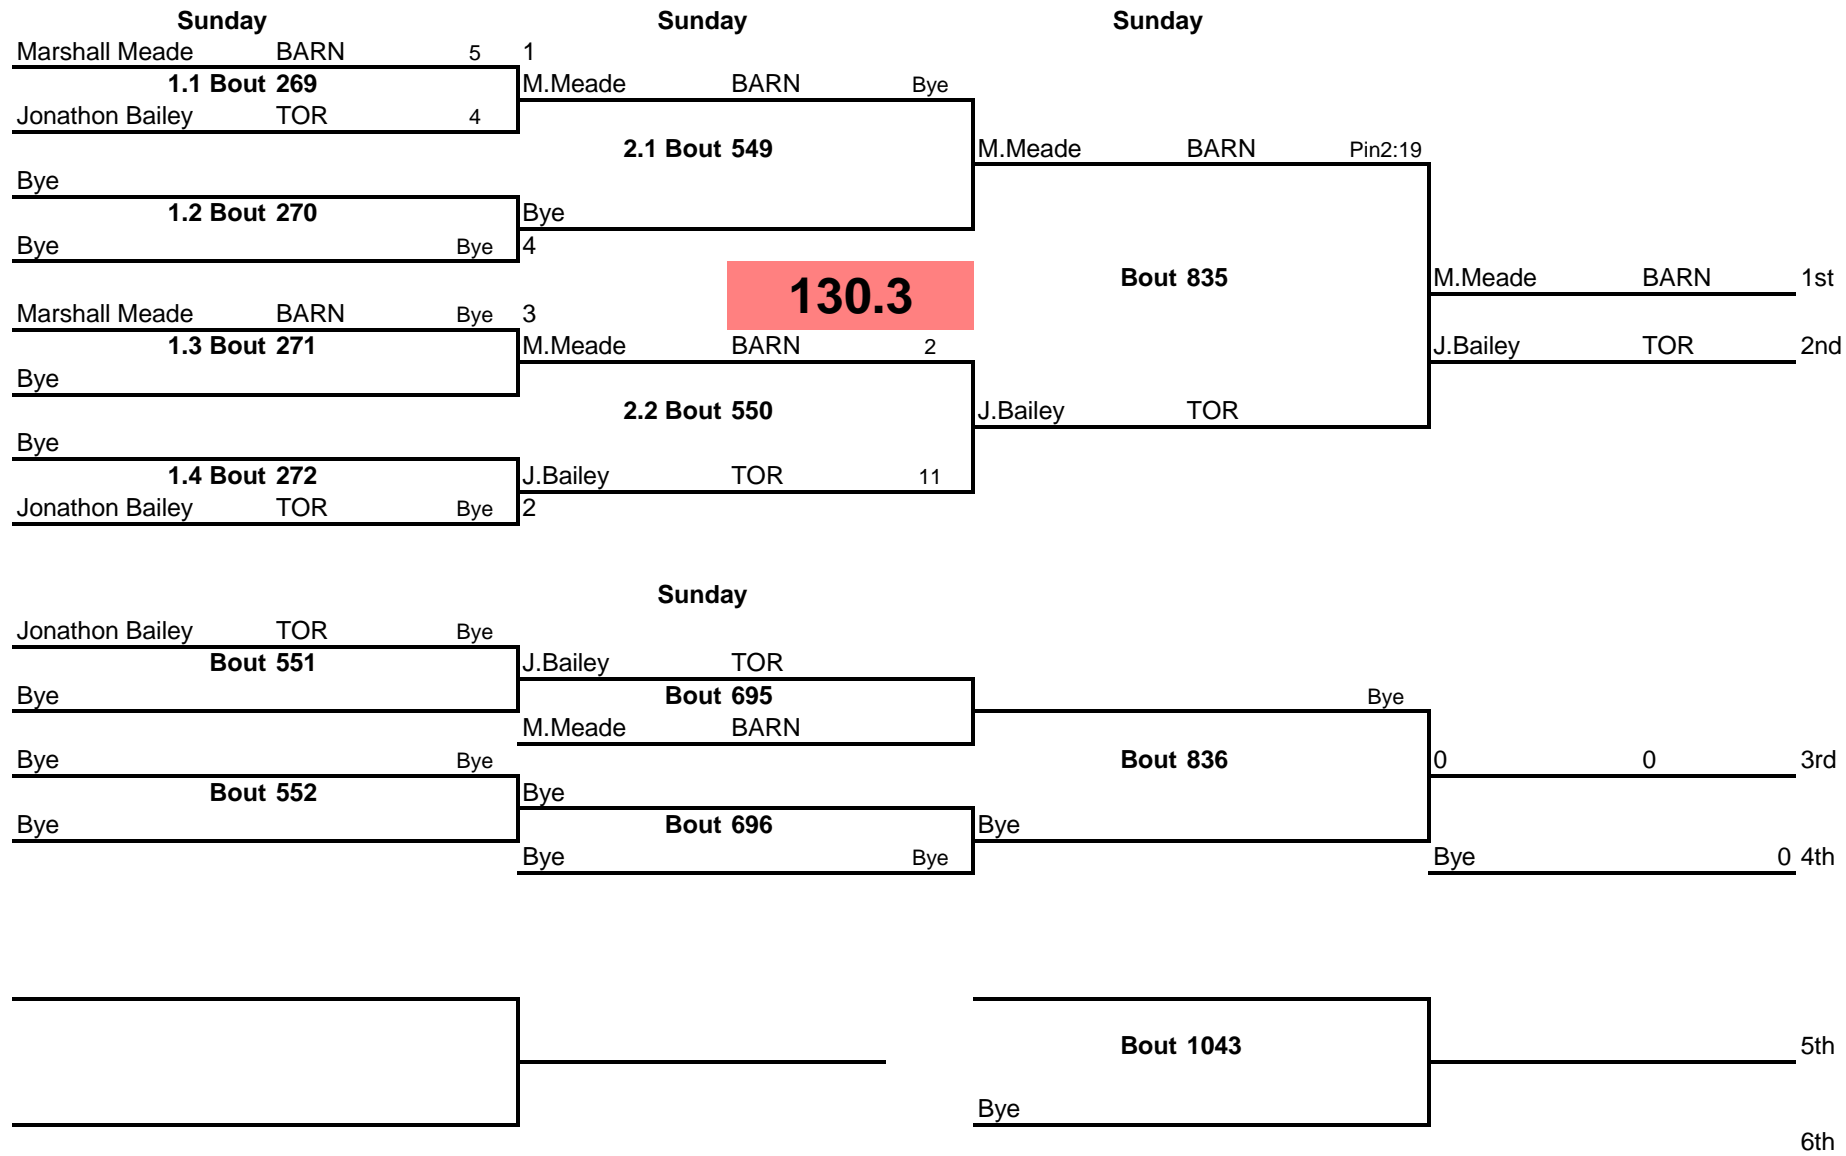 Sunday Sunday Sunday
Marshall Meade BARN 5 1
1.1 Bout 269 M.Meade BARN Bye
Jonathon Bailey TOR 4
2.1 Bout 549 M.Meade BARN Pin2:19
Bye
1.2 Bout 270 Bye
Bye Bye 4
130.3 Bout 835 M.Meade BARN 1st
Marshall Meade BARN Bye 3
1.3 Bout 271 M.Meade BARN 2 J.Bailey TOR 2nd
Bye
2.2 Bout 550 J.Bailey TOR
Bye
1.4 Bout 272 J.Bailey TOR 11
Jonathon Bailey TOR Bye 2
Sunday
Jonathon Bailey TOR Bye
Bout 551 J.Bailey TOR
Bye Bout 695 Bye
M.Meade BARN
Bye Bye Bout 836 0 0 3rd
Bout 552 Bye
Bye Bout 696 Bye
Bye Bye Bye 0 4th
Bout 1043 5th
Bye
6th